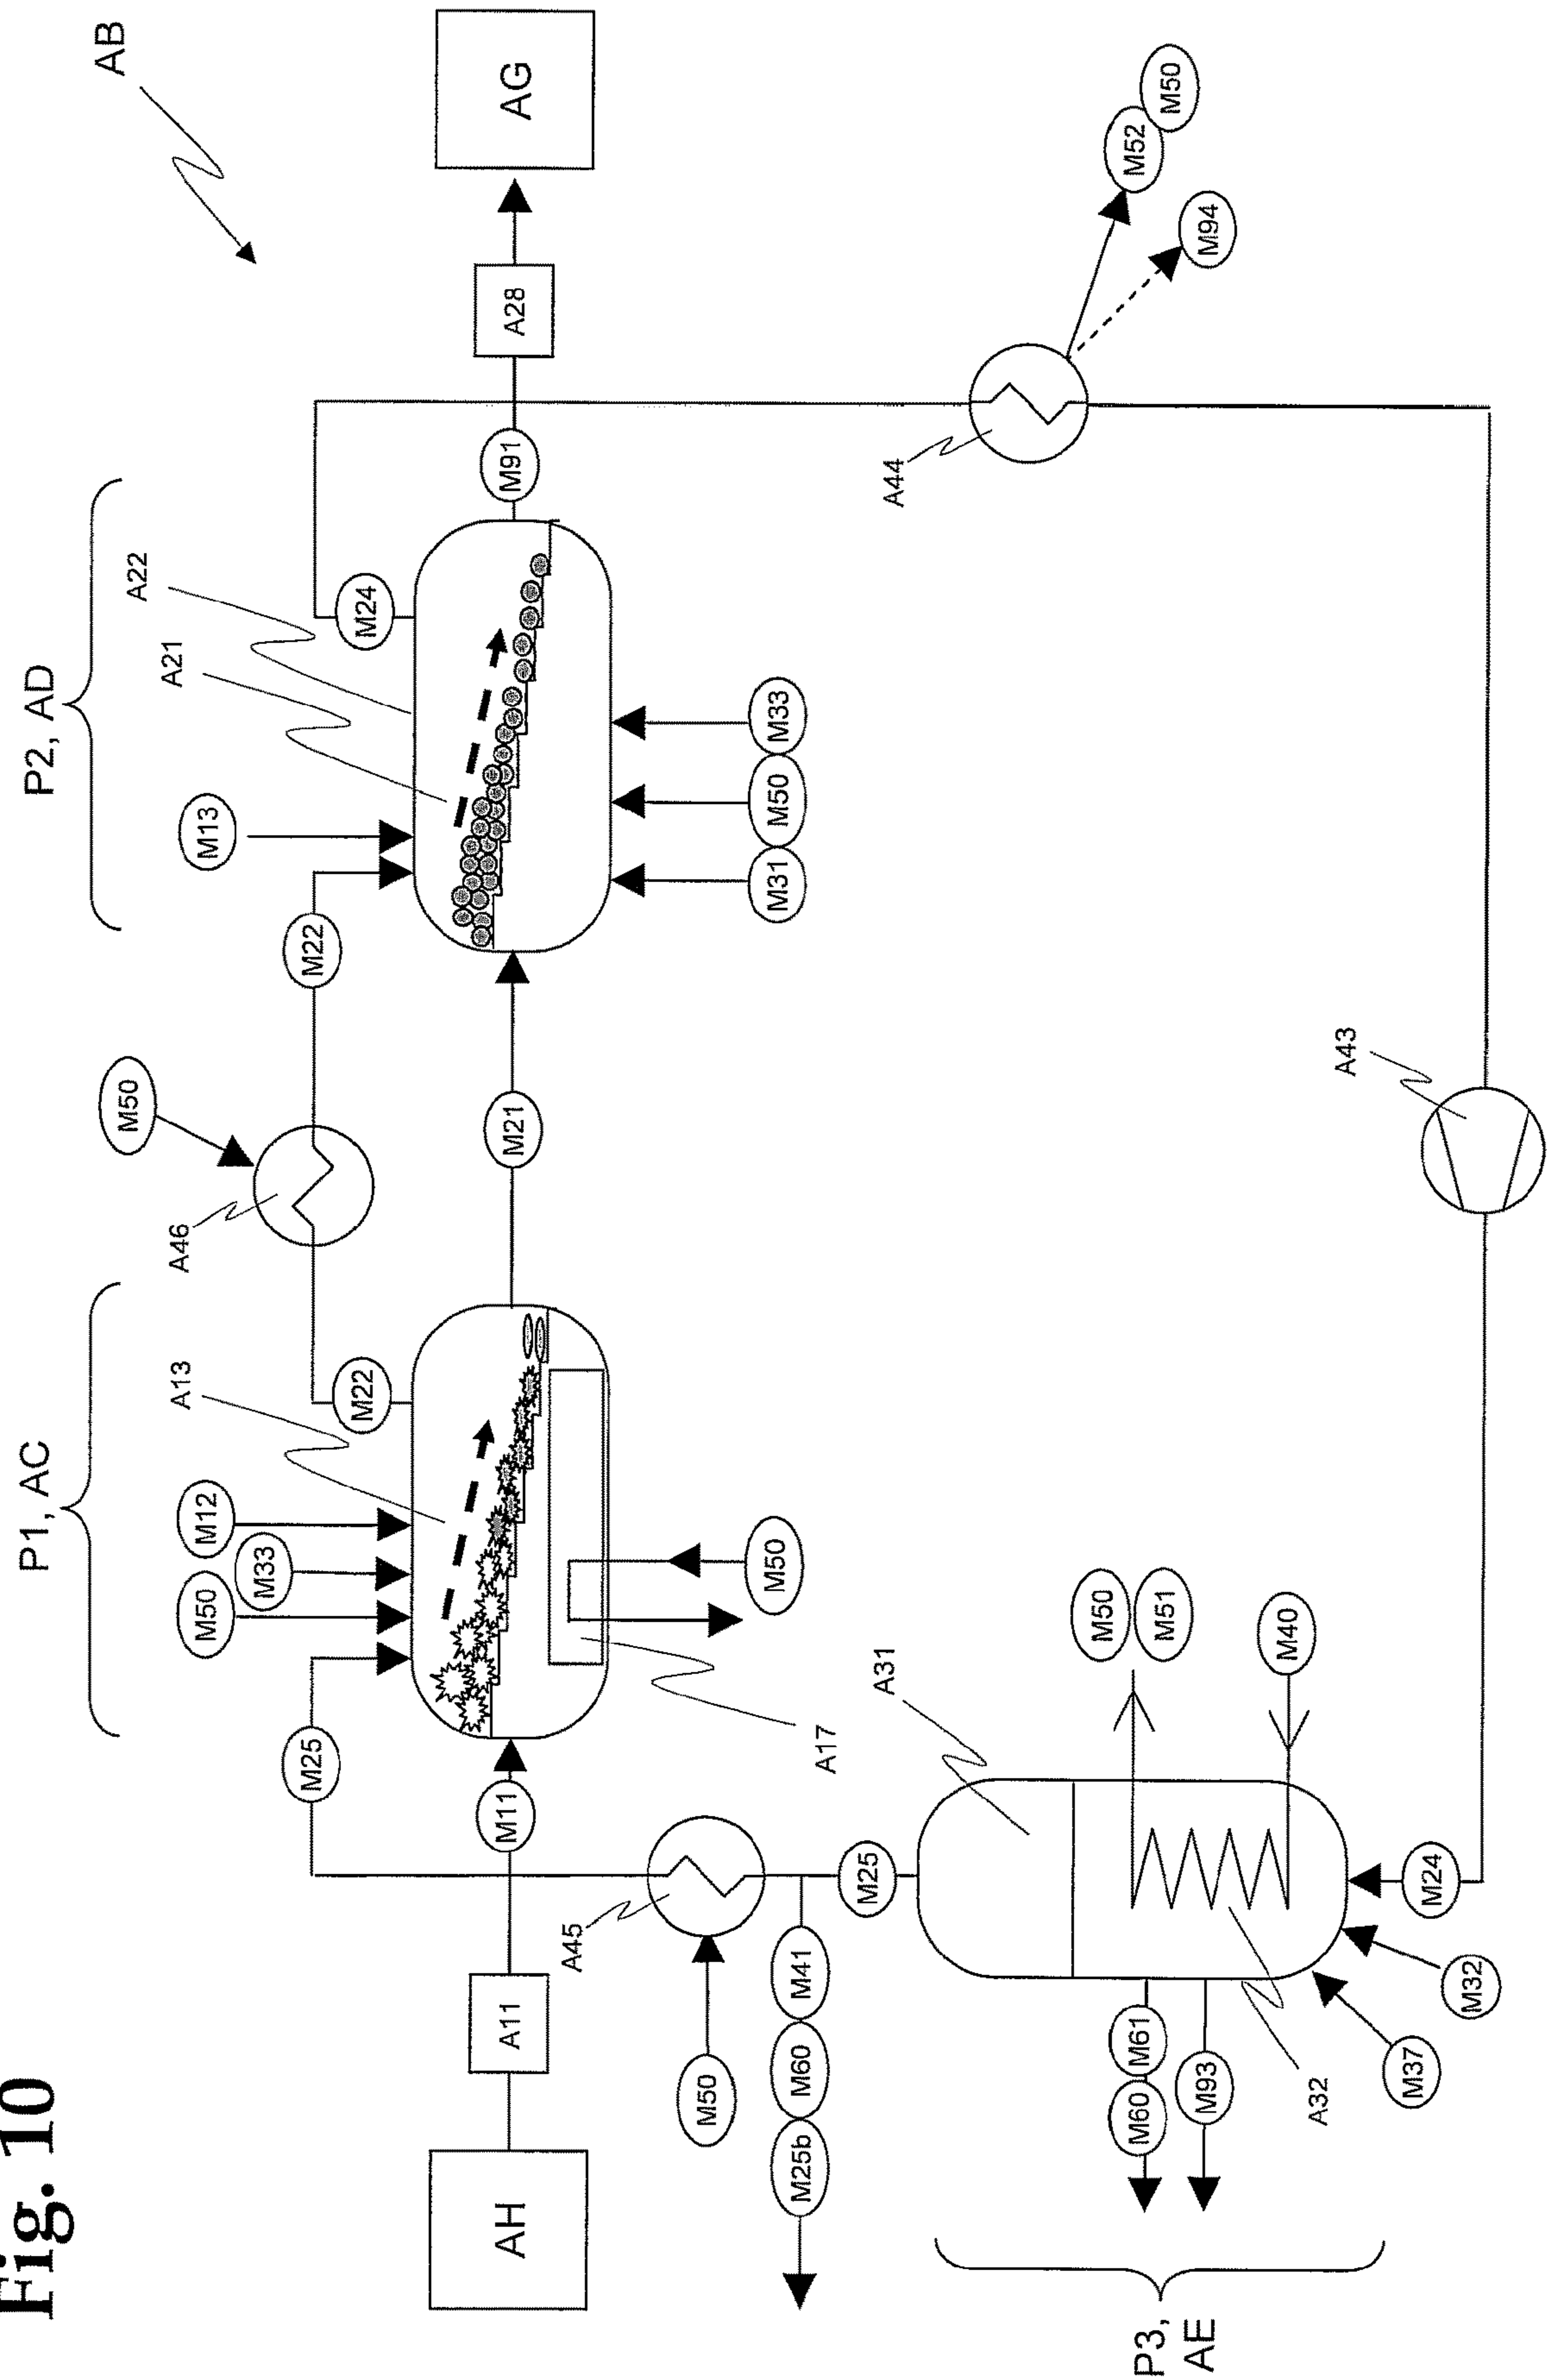 Fig. 10
AB
P1, AC
P2, AD
M50
M12
M33
M50
A13
A46
M13
A21
A22
M25
M22
M22
M24
AH
A11
M11
M21
M91
A28
AG
A17
M50
M31
M50
M33
M50
A45
A44
M52
M50
M94
M25b
M60
M41
M25
A31
M50
M51
M40
M60
M61
M93
A32
M37
M32
M24
A43
P3,
AE